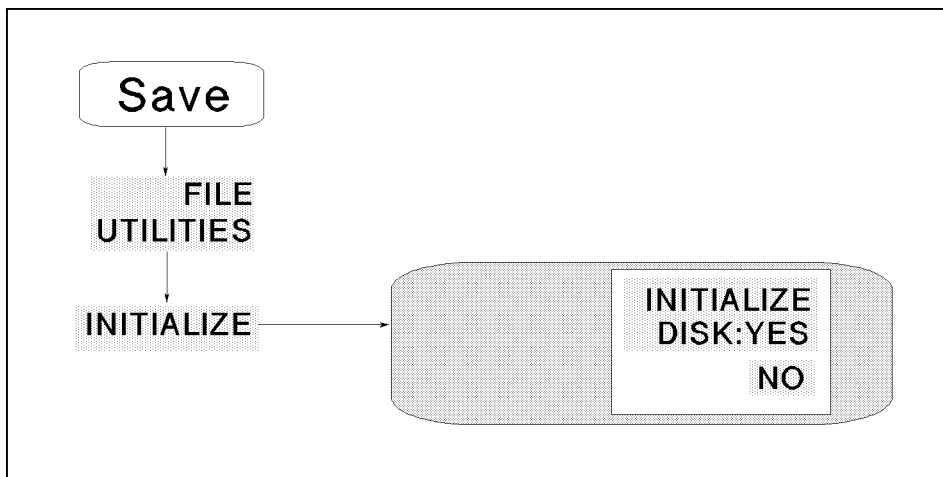 Save
FILE
UTILITIES
INITIALIZE
INITIALIZE
DISK:YES
NO